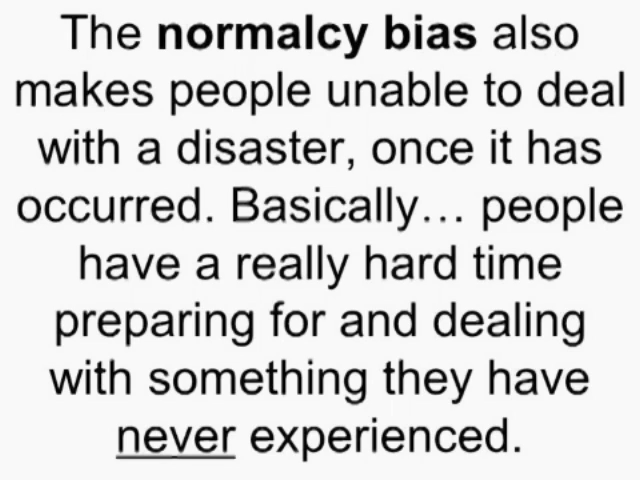 The normalcy bias also
makes people unable to deal
with a disaster, once it has
occurred. Basically… people
have a really hard time
preparing for and dealing
with something they have
never experienced.